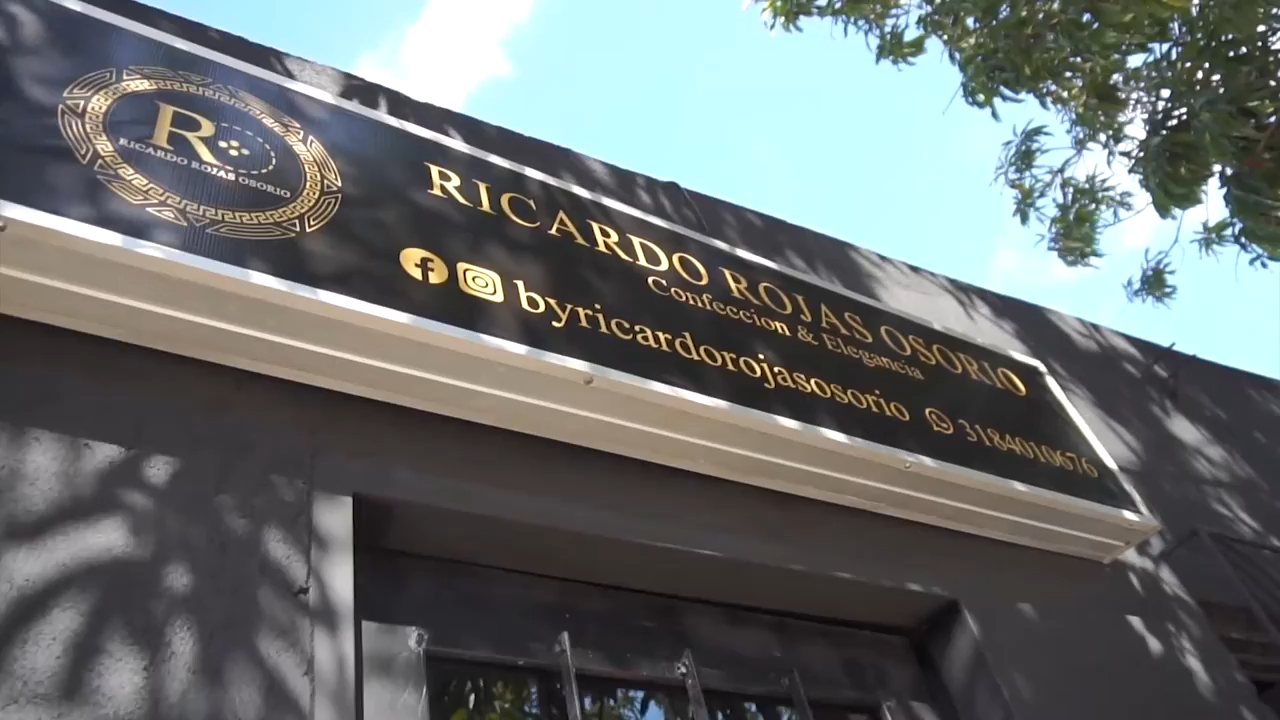 R
RICARDO ROJAS OSORIO
RICARDO ROJAS OSORIO
Confeccion & Elegancia
byricardorojasosorio
3184010676